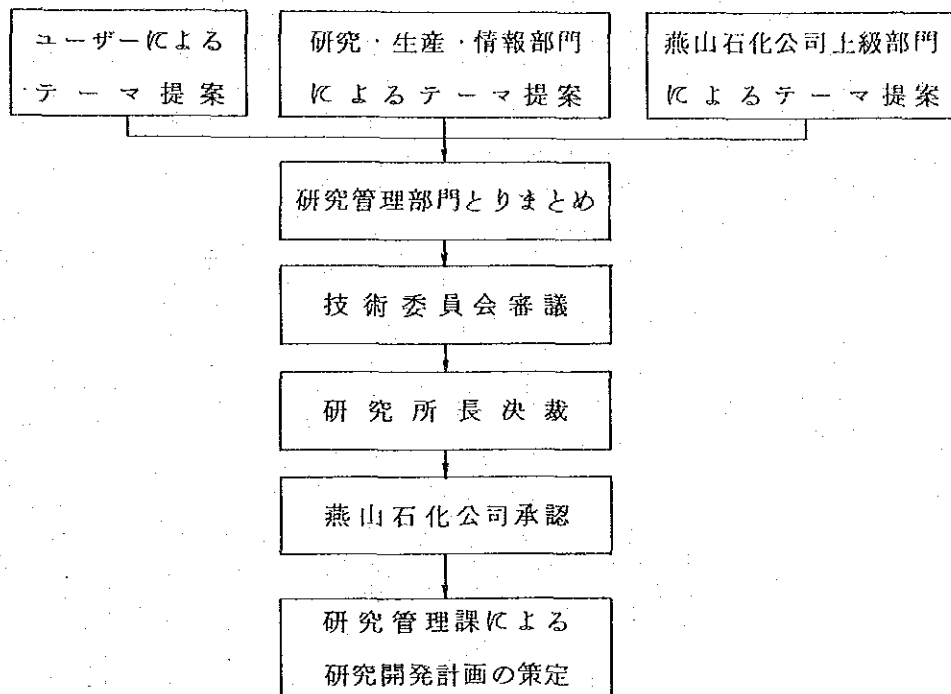 ユーザーによる
テーマ提案
研究・生産・情報部門
によるテーマ提案
燕山石化公司上級部門
によるテーマ提案
研究管理部門とりまとめ
技術委員会審議
研究所長決裁
燕山石化公司承認
研究管理課による
研究開発計画の策定